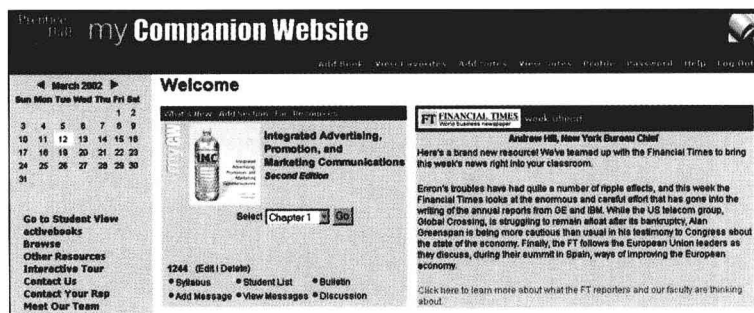 Prentice
Hall
my Companion Website
Add Book View Favorites Add Notes View Notes Profile Password Help Log Out
March 2002
Sun Mon Tue Wed Thu Fri Sat
1 2
3 4 5 6 7 8 9
10 11 12 13 14 15 16
17 18 19 20 21 22 23
24 25 26 27 28 29 30
31
Go to Student View
activebooks
Browse
Other Resources
Interactive Tour
Contact Us
Contact Your Rep
Meet Our Team
Welcome
What's New Add Section
IMC
Integrated Advertising,
Promotion, and
Marketing Communications
Second Edition
Select Chapter 1 Go
1244 (Edit | Delete)
Syllabus Student List Bulletin
Add Message View Messages Discussion
FT FINANCIAL TIMES week ahead
World business newspaper
Andrew Hill, New York Bureau Chief
Here's a brand new resource! We've teamed up with the Financial Times to bring
this week's news right into your classroom.
Enron's troubles have had quite a number of ripple effects, and this week the
Financial Times looks at the enormous and careful effort that has gone into the
writing of the annual reports from GE and IBM. While the US telecom group,
Global Crossing, is struggling to remain afloat after its bankruptcy, Alan
Greenspan is being more cautious than usual in his testimony to Congress about
the state of the economy. Finally, the FT follows the European Union leaders as
they discuss, during their summit in Spain, ways of improving the European
economy.
Click here to learn more about what the FT reporters and our faculty are thinking
about.